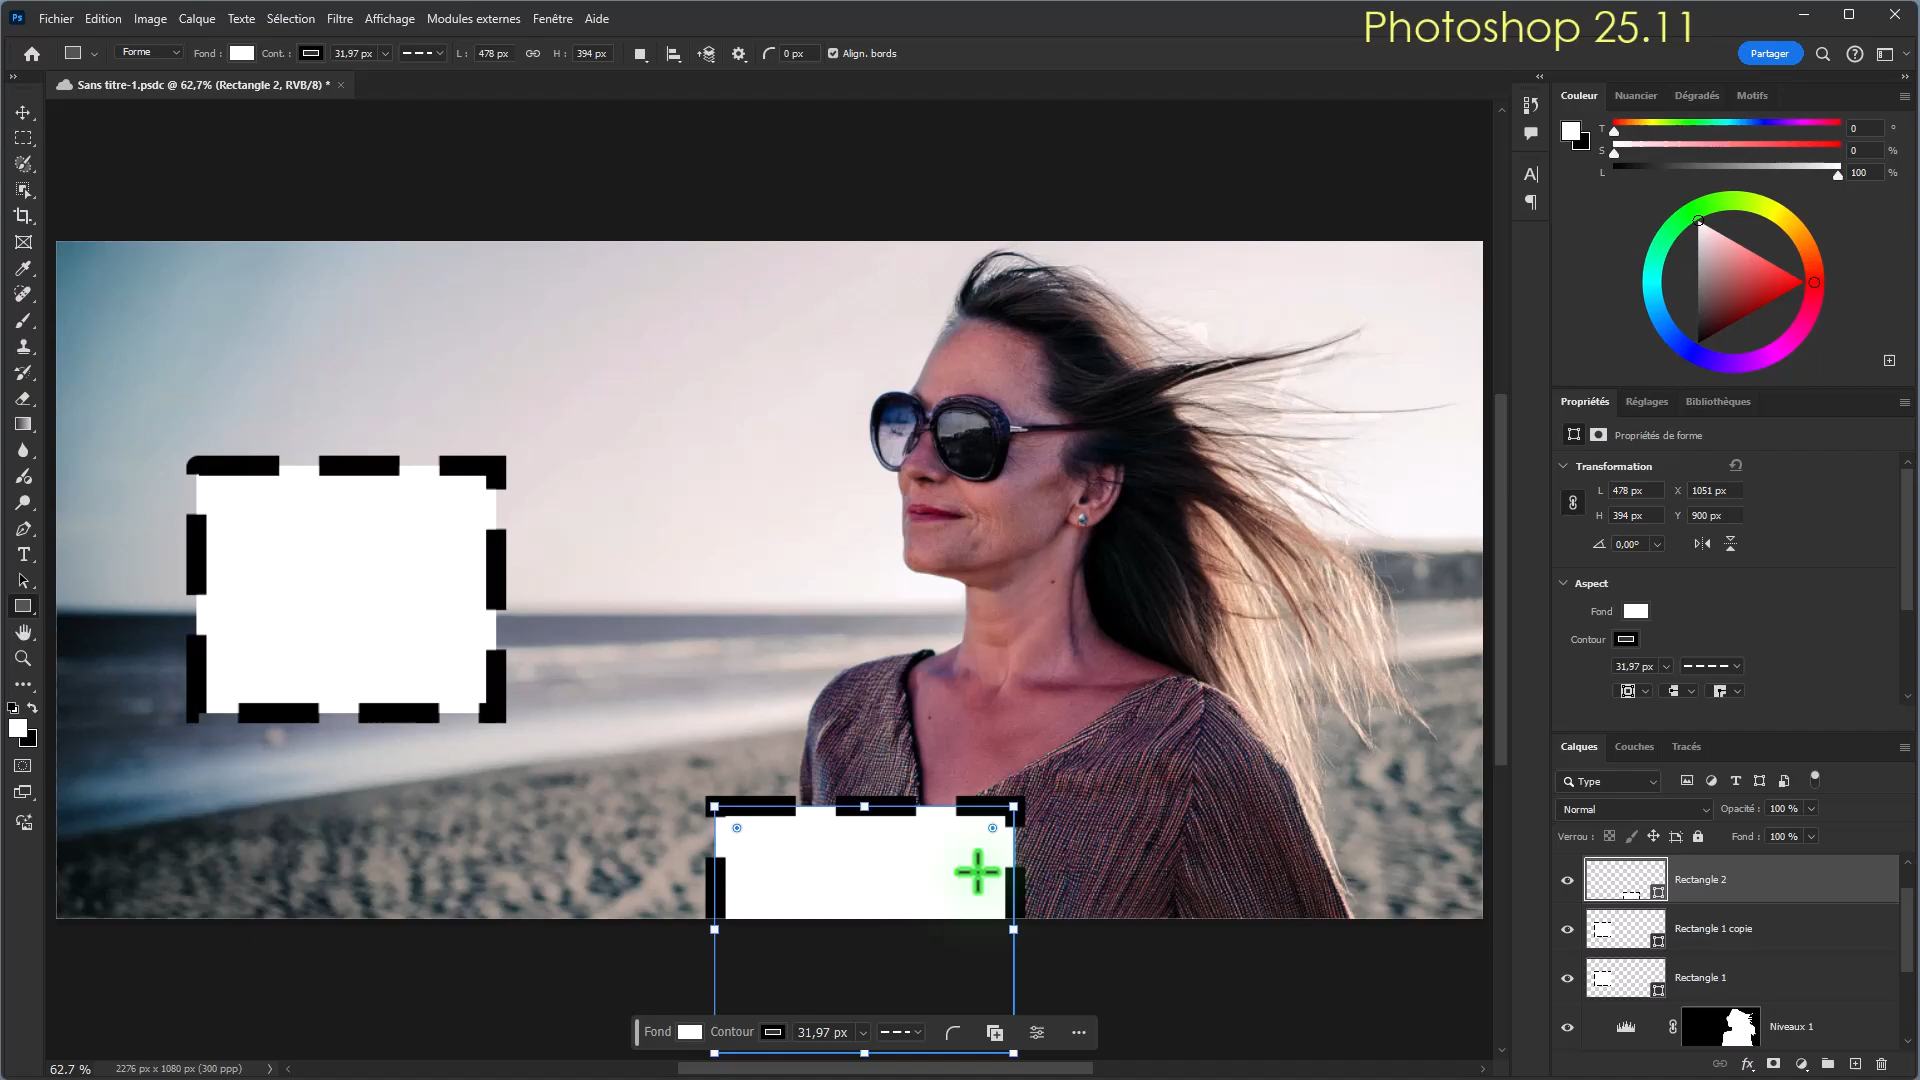 Ps Fichier Edition Image Calque Texte Sélection Filtre Affichage Modules externes Fenêtre Aide
Photoshop 25.11
Forme Fond : Cont. : 31,97 px L : 478 px H : 394 px 0 px Align. bords Partager
Sans titre-1.psdc @ 62,7% (Rectangle 2, RVB/8) *
Couleur Nuancier Dégradés Motifs
T 0 °
S 0 %
L 100 %
Propriétés Réglages Bibliothèques
Propriétés de forme
Transformation
L 478 px X 1051 px
H 394 px Y 900 px
0,00°
Aspect
Fond
Contour
31,97 px
Calques Couches Tracés
Type
Normal Opacité : 100 %
Verrou : Fond : 100 %
Rectangle 2
Rectangle 1 copie
Rectangle 1
Niveaux 1
Fond Contour 31,97 px
62.7 % 2276 px x 1080 px (300 ppp)
fx